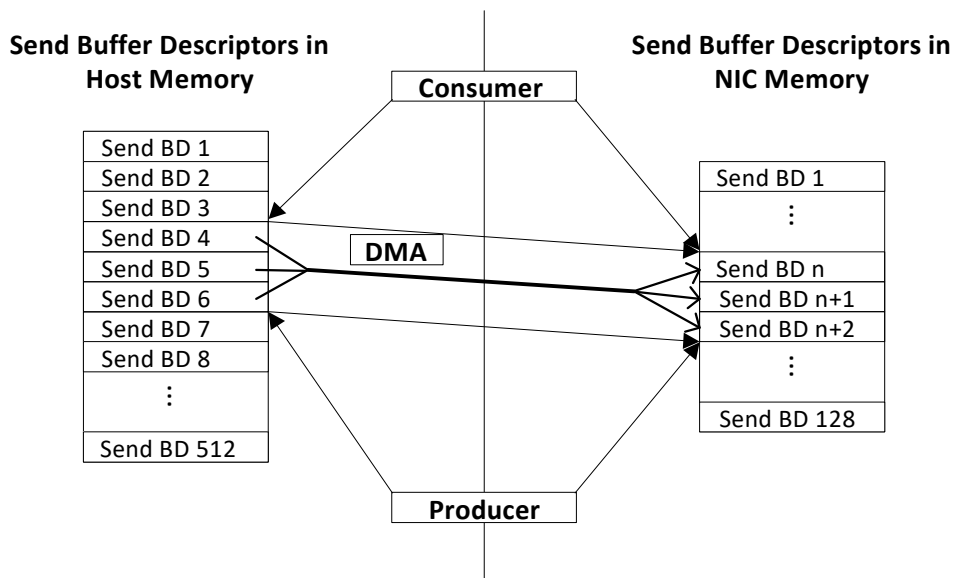 Send Buffer Descriptors in
Host Memory
Send Buffer Descriptors in
NIC Memory
Consumer
Send BD 1
Send BD 2
Send BD 3
Send BD 4
Send BD 5
Send BD 6
Send BD 7
Send BD 8
⋮
Send BD 512
DMA
Send BD 1
⋮
Send BD n
Send BD n+1
Send BD n+2
⋮
Send BD 128
Producer